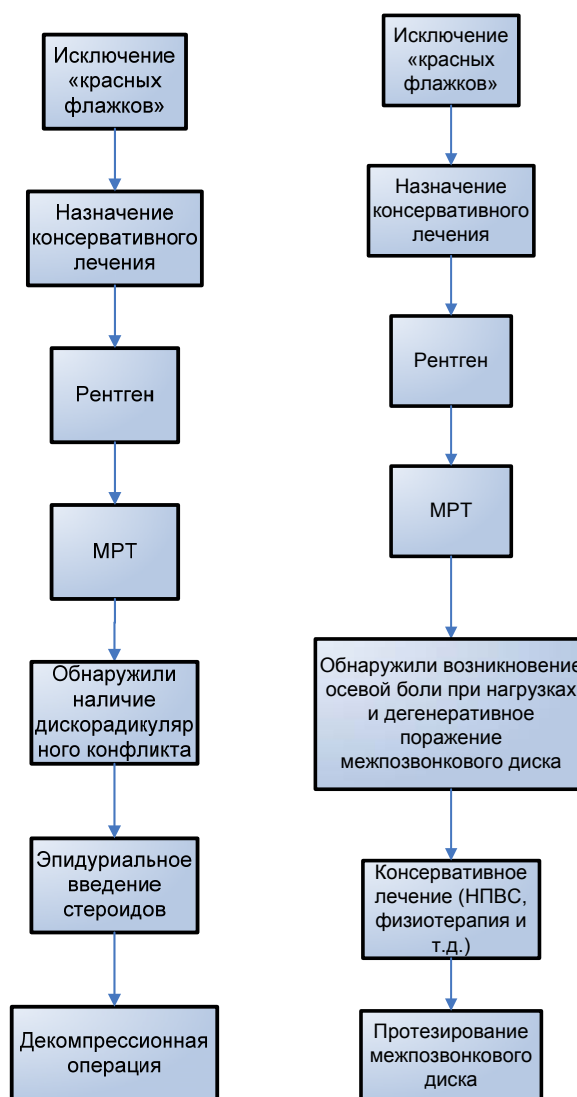 Исключение
«красных
флажков»
Назначение
консервативного
лечения
Рентген
МРТ
Обнаружили
наличие
дискорадикуляр
ного конфликта
Эпидуриальное
введение
стероидов
Декомпрессионная
операция
Исключение
«красных
флажков»
Назначение
консервативного
лечения
Рентген
МРТ
Обнаружили возникновение
осевой боли при нагрузках
и дегенеративное
поражение
межпозвонкового диска
Консервативное
лечение (НПВС,
физиотерапия и
т.д.)
Протезирование
межпозвонкового
диска